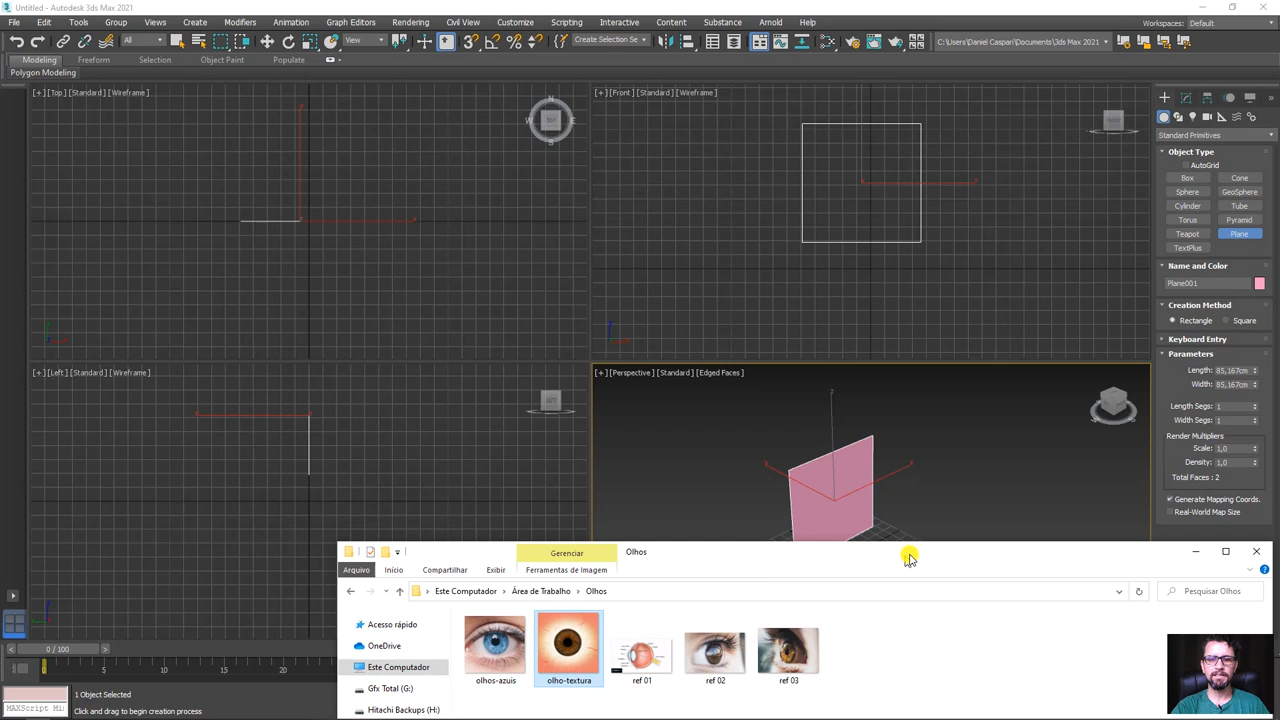 Untitled - Autodesk 3ds Max 2021
File Edit Tools Group Views Create Modifiers Animation Graph Editors Rendering Civil View Customize Scripting Interactive Content Substance Arnold Help
Workspaces: Default
All View Create Selection Se C:\Users\Daniel Caspari\Documents\3ds Max 2021
Modeling Freeform Selection Object Paint Populate
Polygon Modeling
[+] [Top] [Standard] [Wireframe]
[+] [Front] [Standard] [Wireframe]
N
W TOP E
S
FRONT
Standard Primitives
Object Type
AutoGrid
Box Cone
Sphere GeoSphere
Cylinder Tube
Torus Pyramid
Teapot Plane
TextPlus
Name and Color
Plane001
Creation Method
Rectangle Square
Keyboard Entry
Parameters
Length: 85,167cm
Width: 85,167cm
Length Segs: 1
Width Segs: 1
Render Multipliers
Scale: 1,0
Density: 1,0
Total Faces : 2
Generate Mapping Coords.
Real-World Map Size
[+] [Left] [Standard] [Wireframe]
[+] [Perspective] [Standard] [Edged Faces]
LEFT
Gerenciar Olhos
Arquivo Início Compartilhar Exibir Ferramentas de Imagem
Este Computador > Área de Trabalho > Olhos
Pesquisar Olhos
Acesso rápido
OneDrive
Este Computador
Gfx Total (G:)
Hitachi Backups (H:)
olhos-azuis olho-textura ref 01 ref 02 ref 03
0 / 100
0 5 10 15 20
1 Object Selected
MAXScript Mi
Click and drag to begin creation process